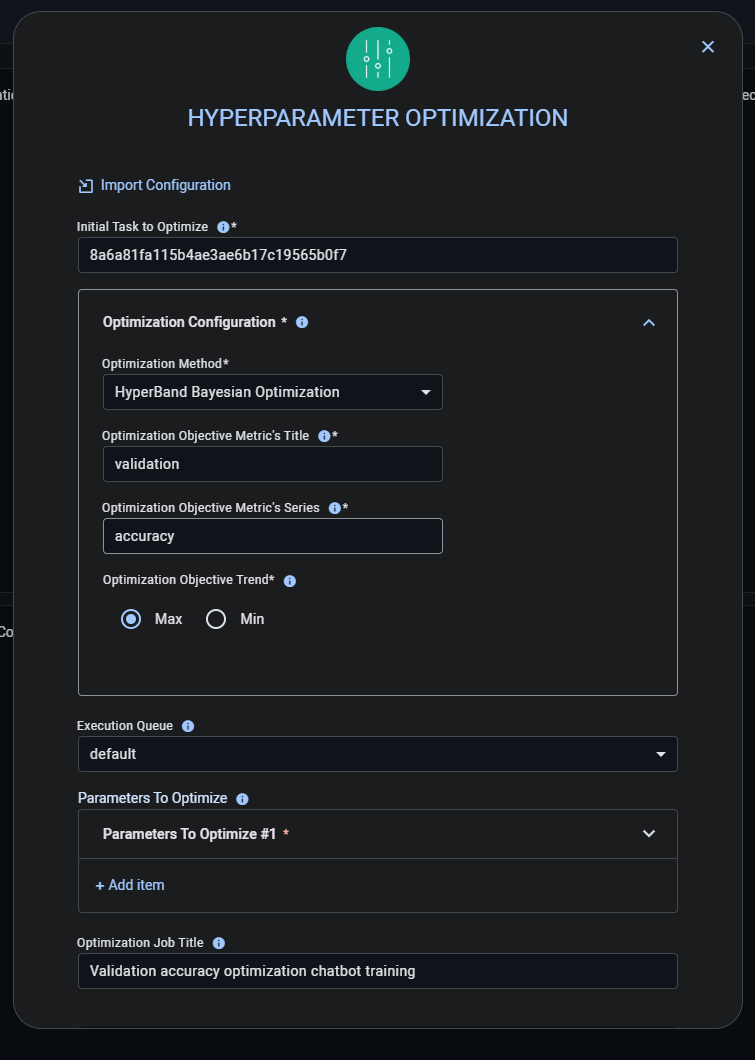 HYPERPARAMETER OPTIMIZATION
Import Configuration
Initial Task to Optimize *
8a6a81fa115b4ae3ae6b17c19565b0f7
Optimization Configuration *
Optimization Method*
HyperBand Bayesian Optimization
Optimization Objective Metric's Title *
validation
Optimization Objective Metric's Series *
accuracy
Optimization Objective Trend*
Max Min
Execution Queue
default
Parameters To Optimize
Parameters To Optimize #1 *
+ Add item
Optimization Job Title
Validation accuracy optimization chatbot training